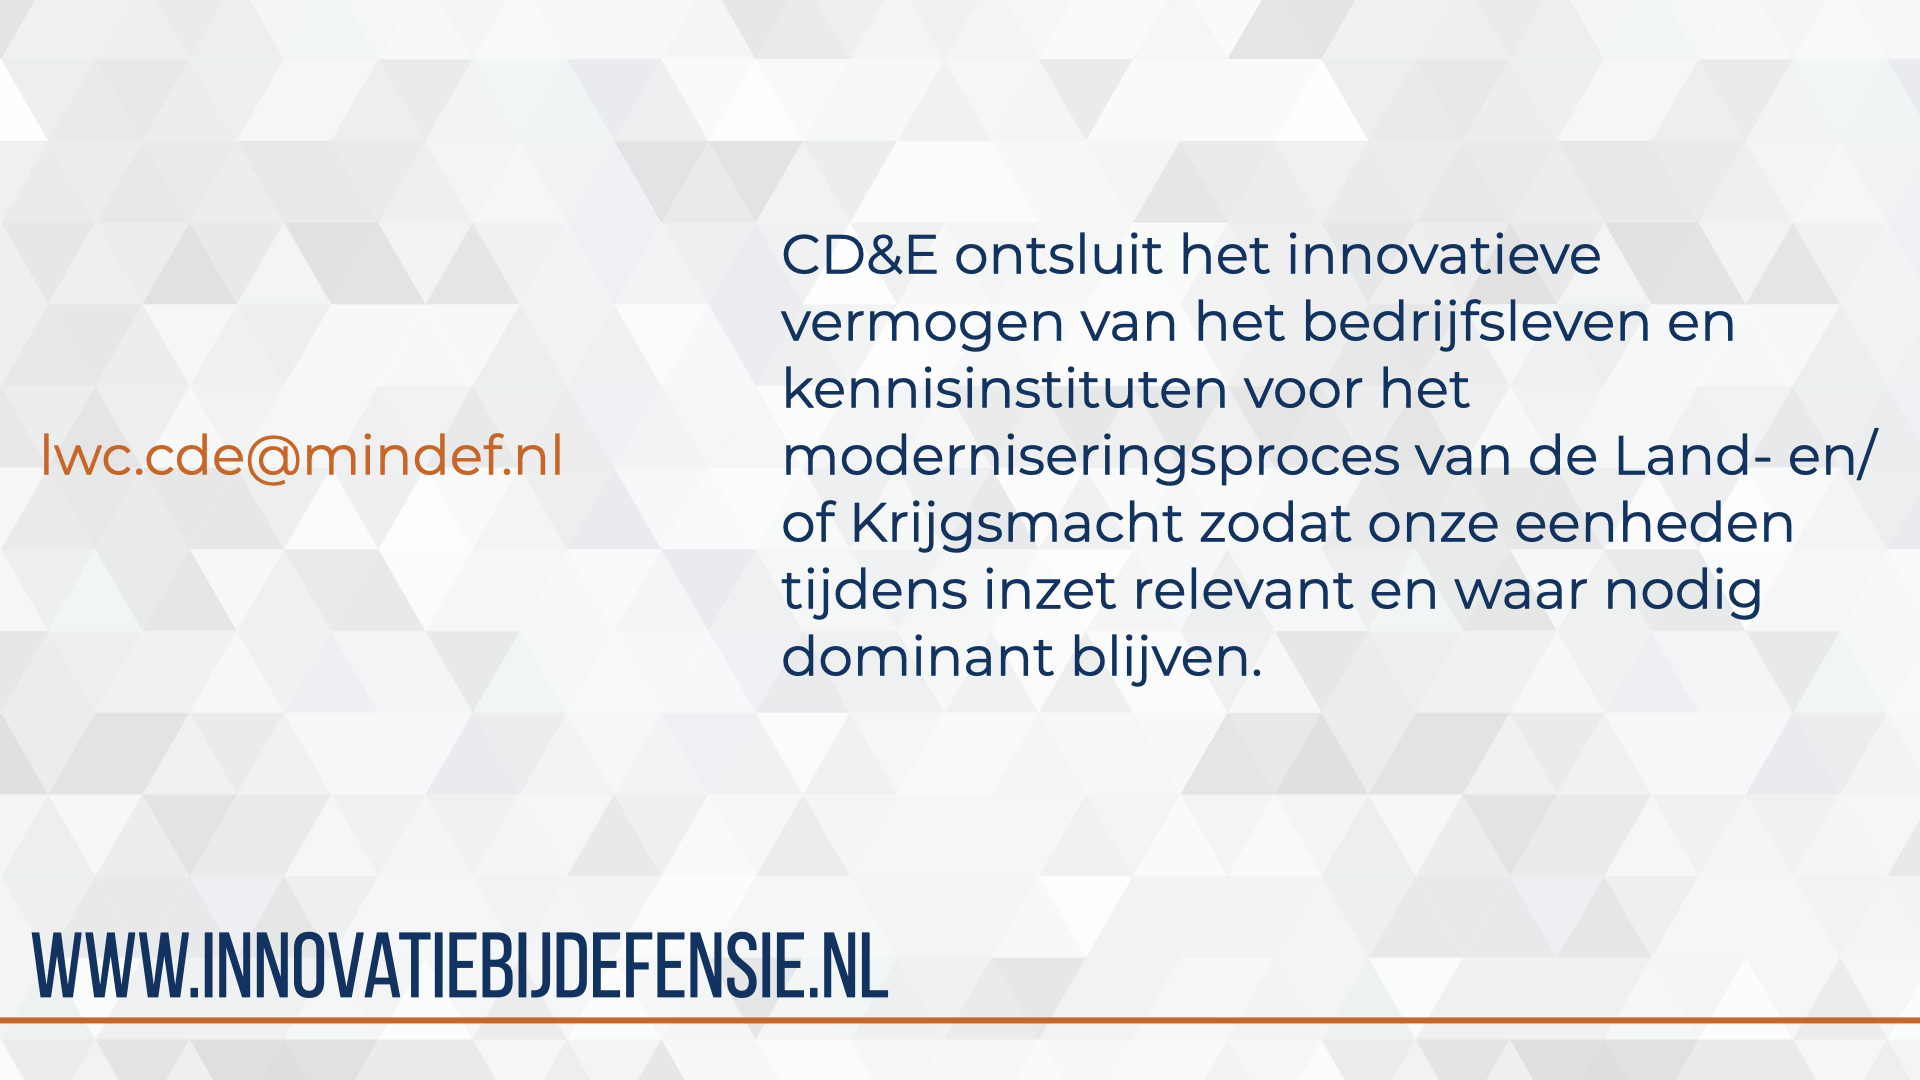 lwc.cde@mindef.nl
CD&E ontsluit het innovatieve
vermogen van het bedrijfsleven en
kennisinstituten voor het
moderniseringsproces van de Land- en/
of Krijgsmacht zodat onze eenheden
tijdens inzet relevant en waar nodig
dominant blijven.
WWW.INNOVATIEBIJDEFENSIE.NL